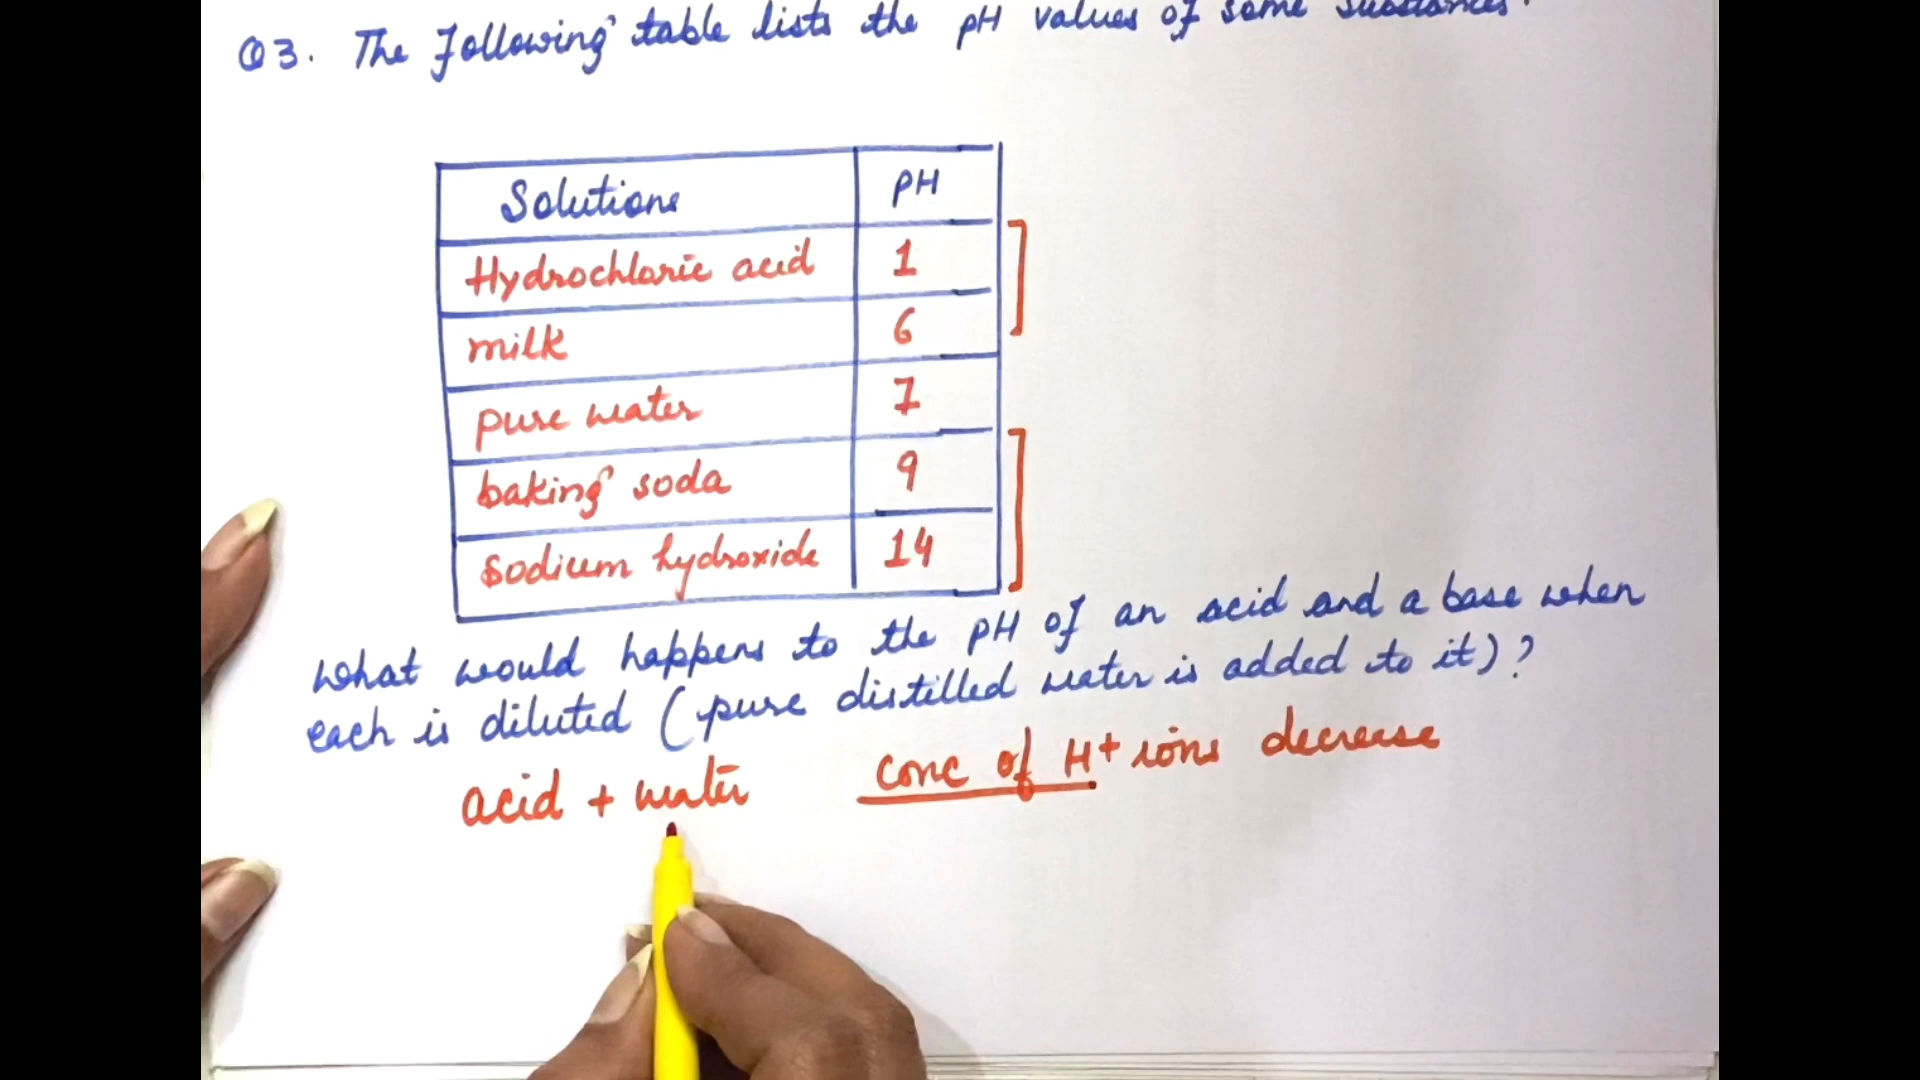 Q3. The following table lists the pH values of some substances.
Solutions pH
Hydrochloric acid 1
milk 6
pure water 7
baking soda 9
sodium hydroxide 14
What would happens to the pH of an acid and a base when
each is diluted (pure distilled water is added to it)?
acid + water conc of H+ ions decrease